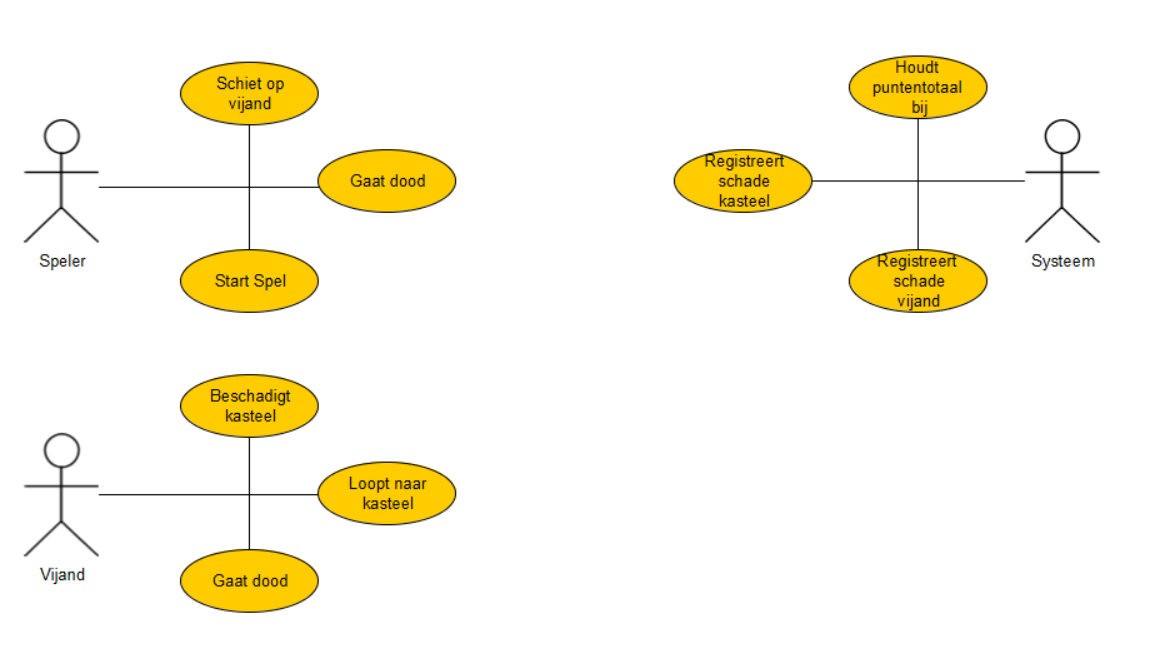 Schiet op
vijand
Gaat dood
Start Spel
Speler
Houdt
puntentotaal
bij
Registreert
schade
kasteel
Registreert
schade
vijand
Systeem
Beschadigt
kasteel
Loopt naar
kasteel
Gaat dood
Vijand